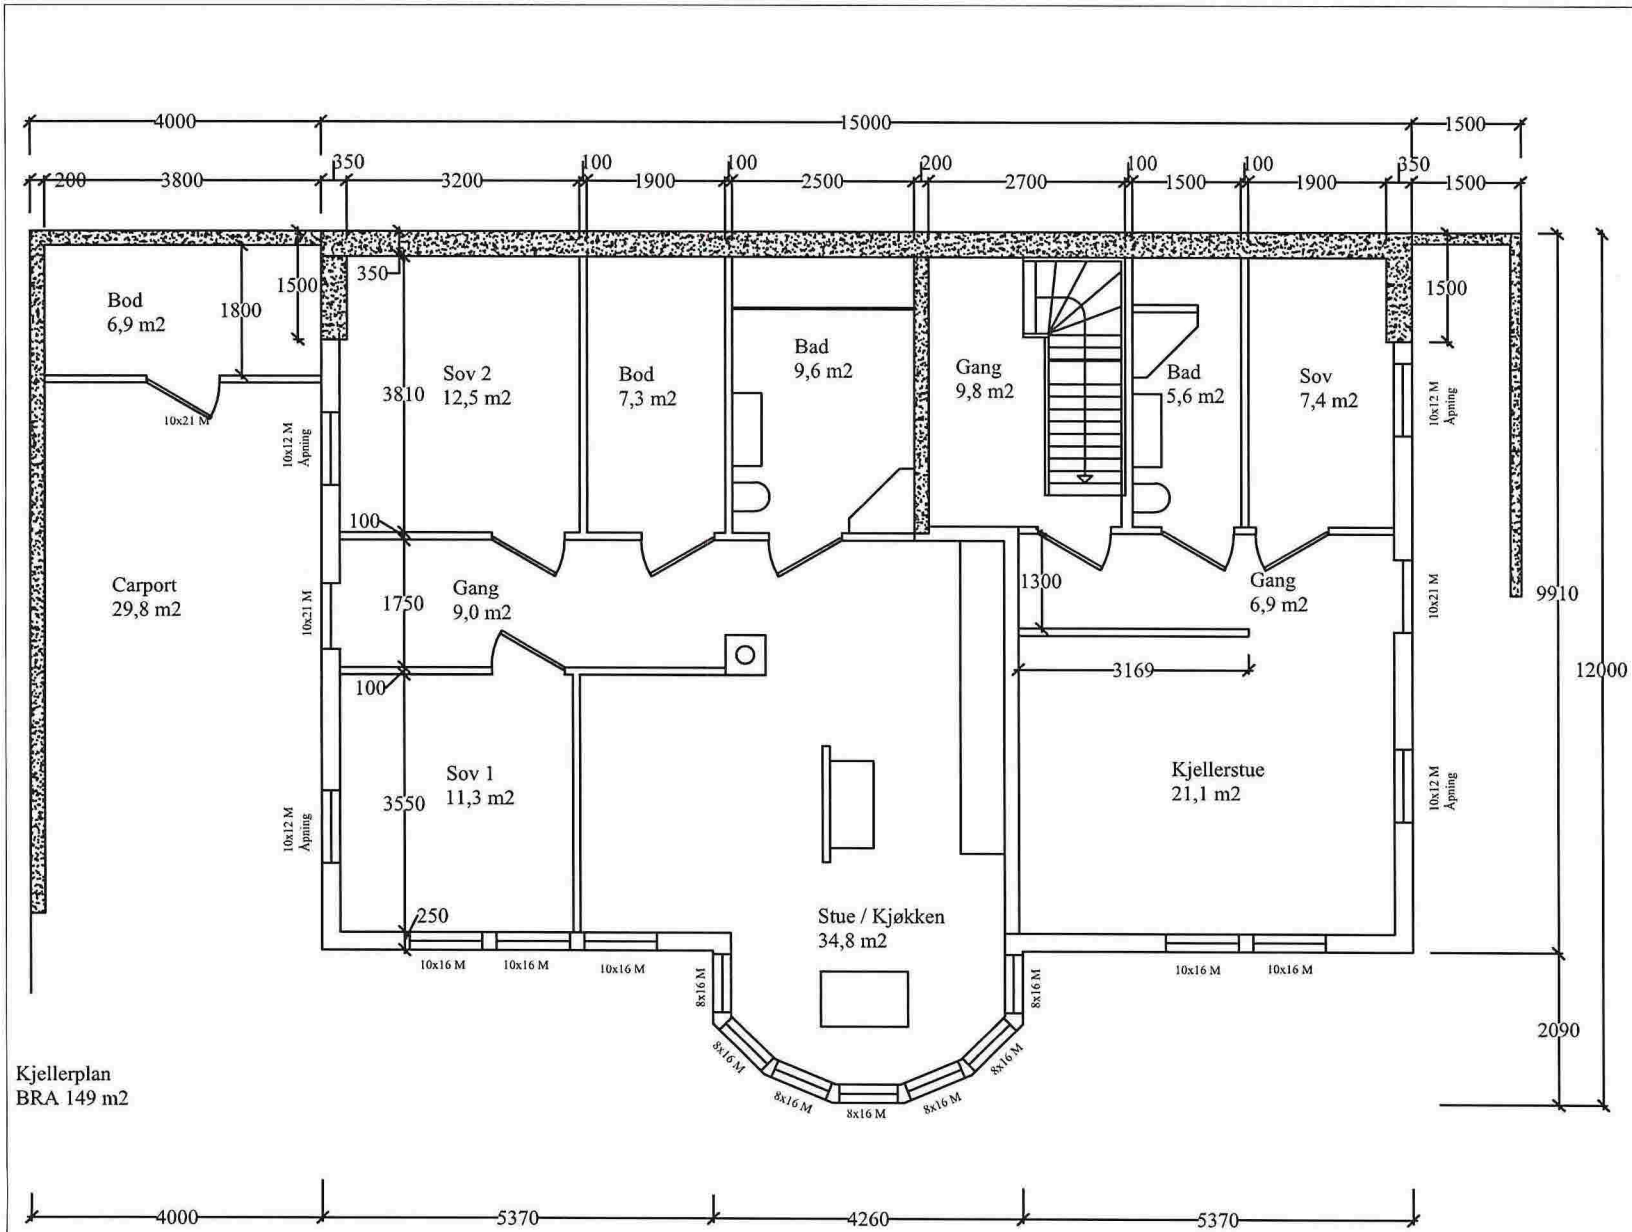 4000
15000
1500
350
100
100
200
100
100
350
200
3800
3200
1900
2500
2700
1500
1900
1500
350
1500
1800
1500
Bod
6,9 m2
10x21 M
Sov 2
12,5 m2
3810
Bod
7,3 m2
Bad
9,6 m2
Gang
9,8 m2
Bad
5,6 m2
Sov
7,4 m2
10x12 M
Åpning
10x12 M
Åpning
100
Carport
29,8 m2
10x21 M
1750
Gang
9,0 m2
1300
Gang
6,9 m2
10x21 M
9910
12000
3169
100
Sov 1
11,3 m2
3550
Kjellerstue
21,1 m2
10x12 M
Åpning
10x12 M
Åpning
250
Stue / Kjøkken
34,8 m2
10x16 M
10x16 M
10x16 M
10x16 M
10x16 M
8x16 M
8x16 M
8x16 M
8x16 M
8x16 M
8x16 M
8x16 M
2090
Kjellerplan
BRA 149 m2
4000
5370
4260
5370